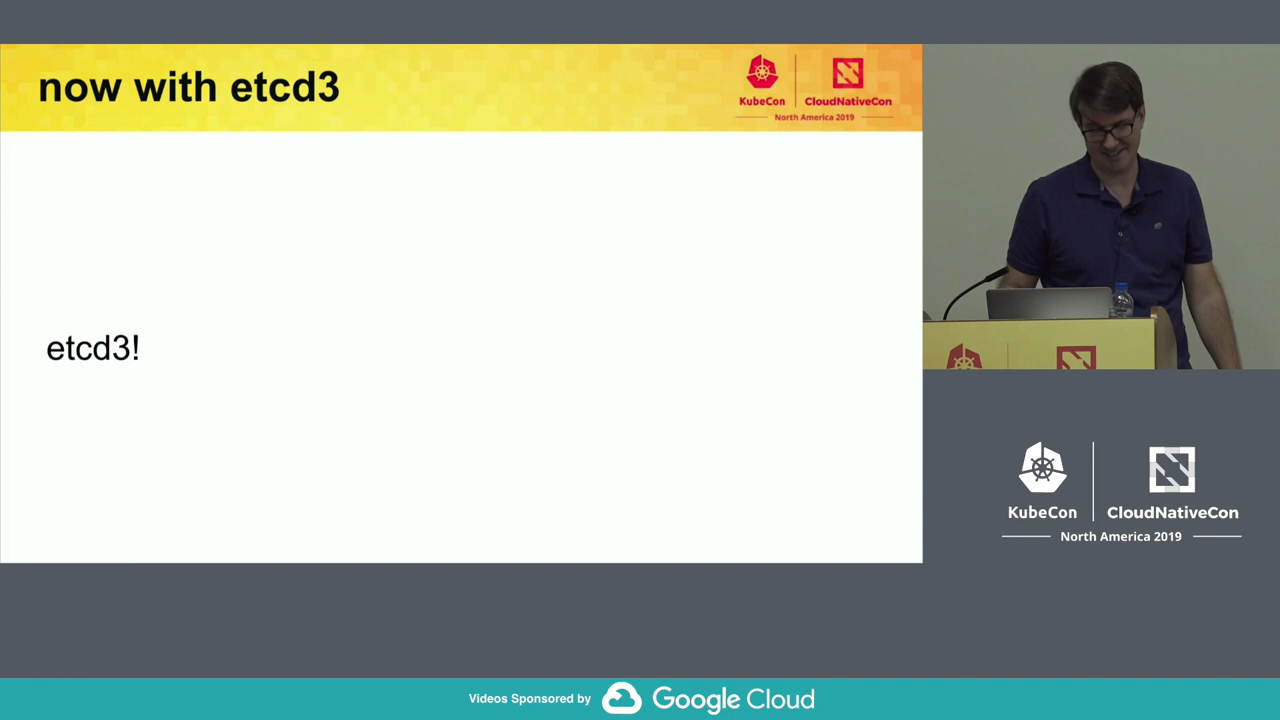 now with etcd3
KubeCon
CloudNativeCon
North America 2019
etcd3!
KubeCon
CloudNativeCon
North America 2019
Videos Sponsored by
Google Cloud